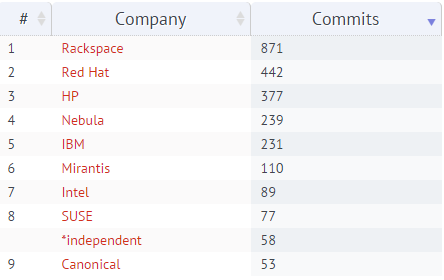 # Company Commits
1 Rackspace 871
2 Red Hat 442
3 HP 377
4 Nebula 239
5 IBM 231
6 Mirantis 110
7 Intel 89
8 SUSE 77
*independent 58
9 Canonical 53